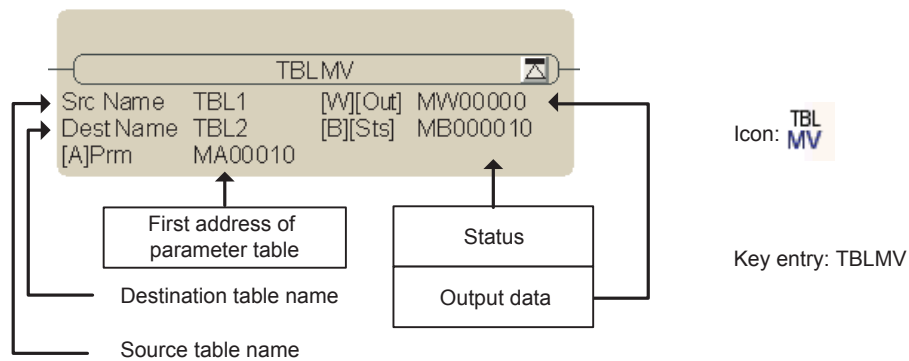 TBLMV
Src Name TBL1 [W][Out] MW00000
Dest Name TBL2 [B][Sts] MB000010
[A]Prm MA00010
Icon: TBL
MV
First address of
parameter table
Status
Output data
Key entry: TBLMV
Destination table name
Source table name